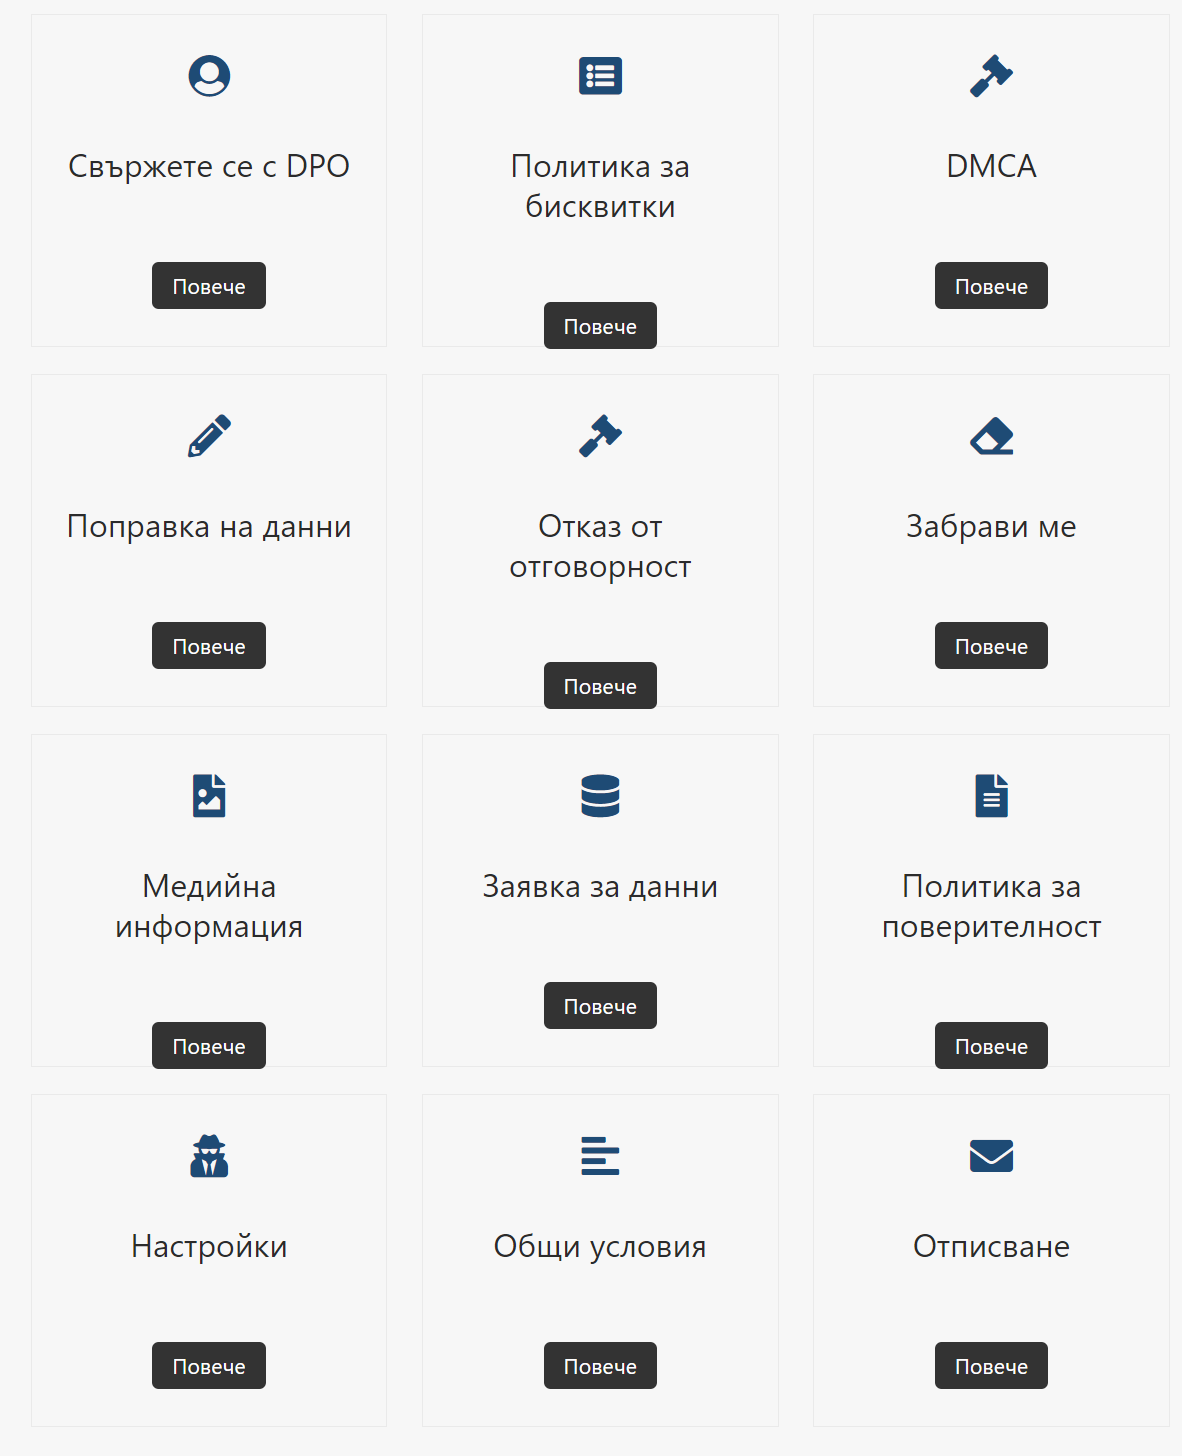 Свържете се с DPO
Повече
Политика за
бисквитки
Повече
DMCA
Повече
Поправка на данни
Повече
Отказ от
отговорност
Повече
Забрави ме
Повече
Медийна
информация
Повече
Заявка за данни
Повече
Политика за
поверителност
Повече
Настройки
Повече
Общи условия
Повече
Отписване
Повече